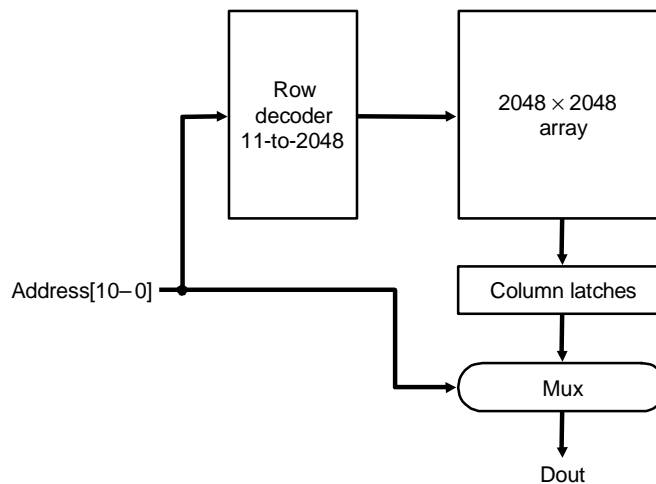 Row
decoder
11-to-2048
2048 × 2048
array
Address[10–0]
Column latches
Mux
Dout